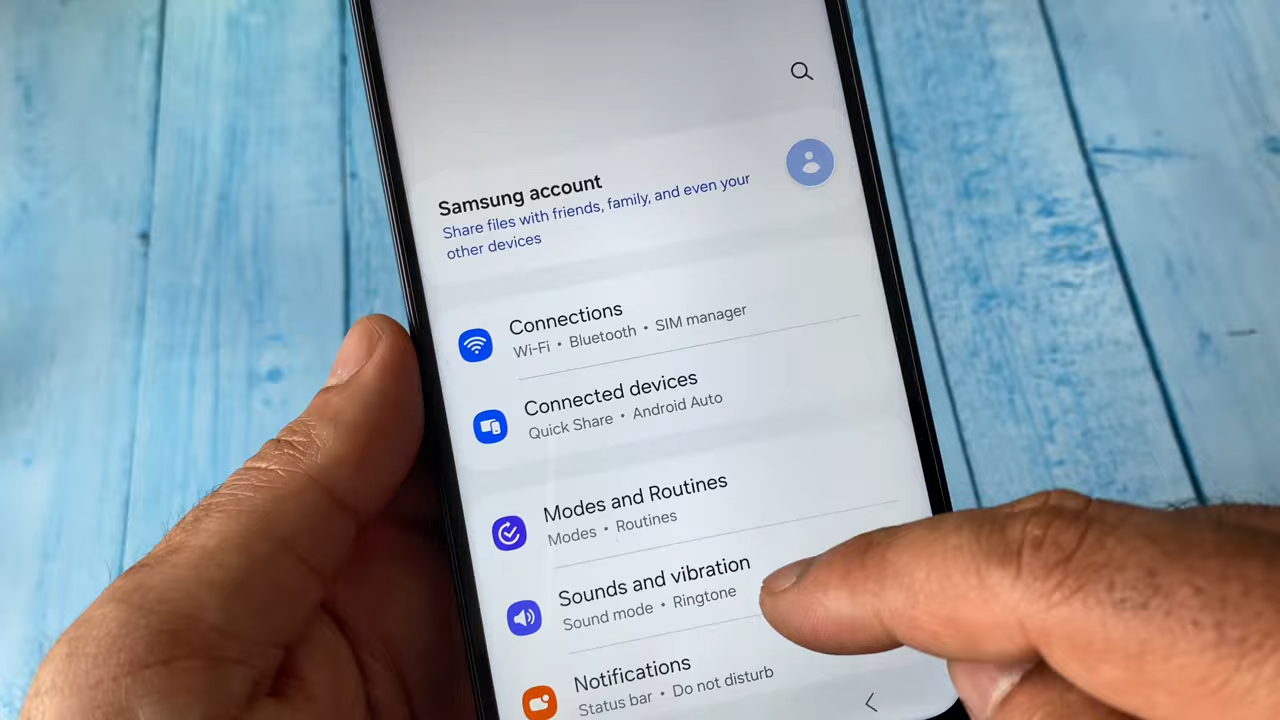 Samsung account
Share files with friends, family, and even your
other devices
Connections
Wi-Fi • Bluetooth • SIM manager
Connected devices
Quick Share • Android Auto
Modes and Routines
Modes • Routines
Sounds and vibration
Sound mode • Ringtone
Notifications
Status bar • Do not disturb